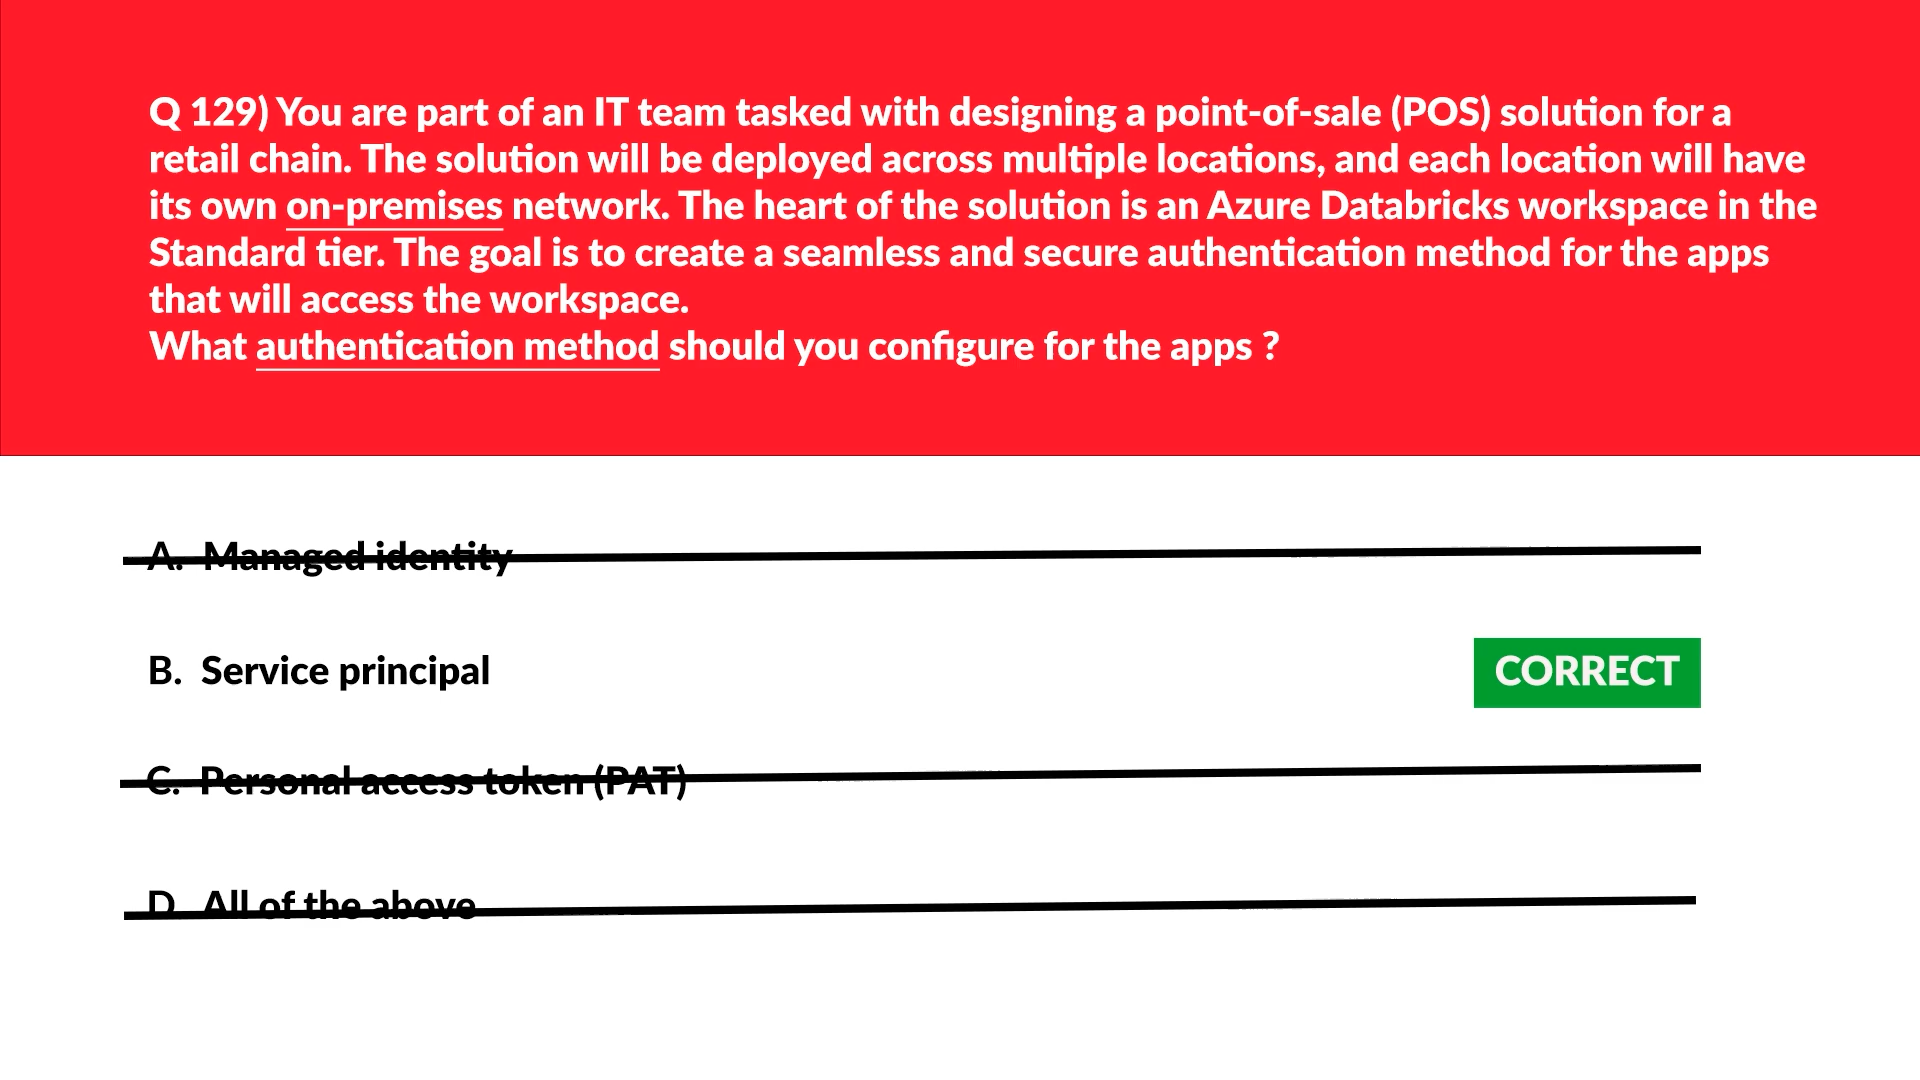 Q 129) You are part of an IT team tasked with designing a point-of-sale (POS) solution for a
retail chain. The solution will be deployed across multiple locations, and each location will have
its own on-premises network. The heart of the solution is an Azure Databricks workspace in the
Standard tier. The goal is to create a seamless and secure authentication method for the apps
that will access the workspace.
What authentication method should you configure for the apps ?
A. Managed identity
B. Service principal
CORRECT
C. Personal access token (PAT)
D. All of the above